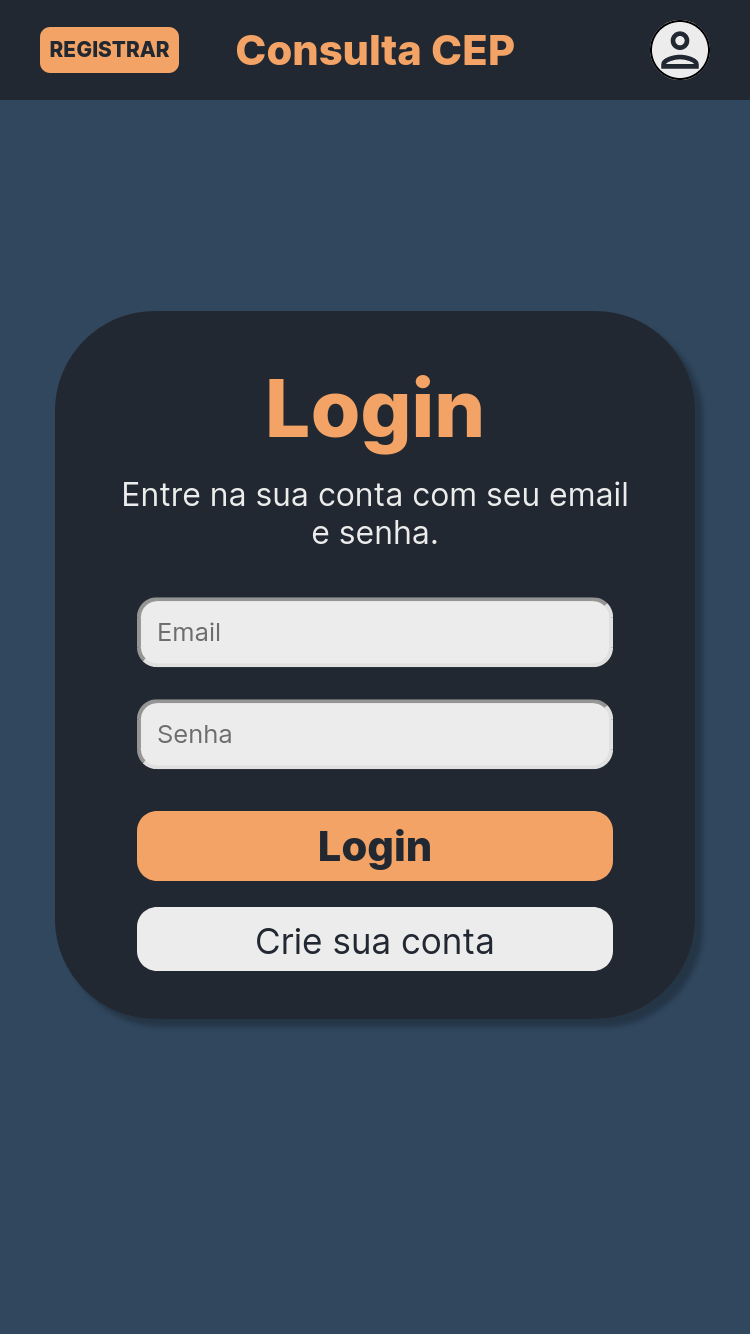 REGISTRAR
Consulta CEP
Login
Entre na sua conta com seu email
e senha.
Email
Senha
Login
Crie sua conta